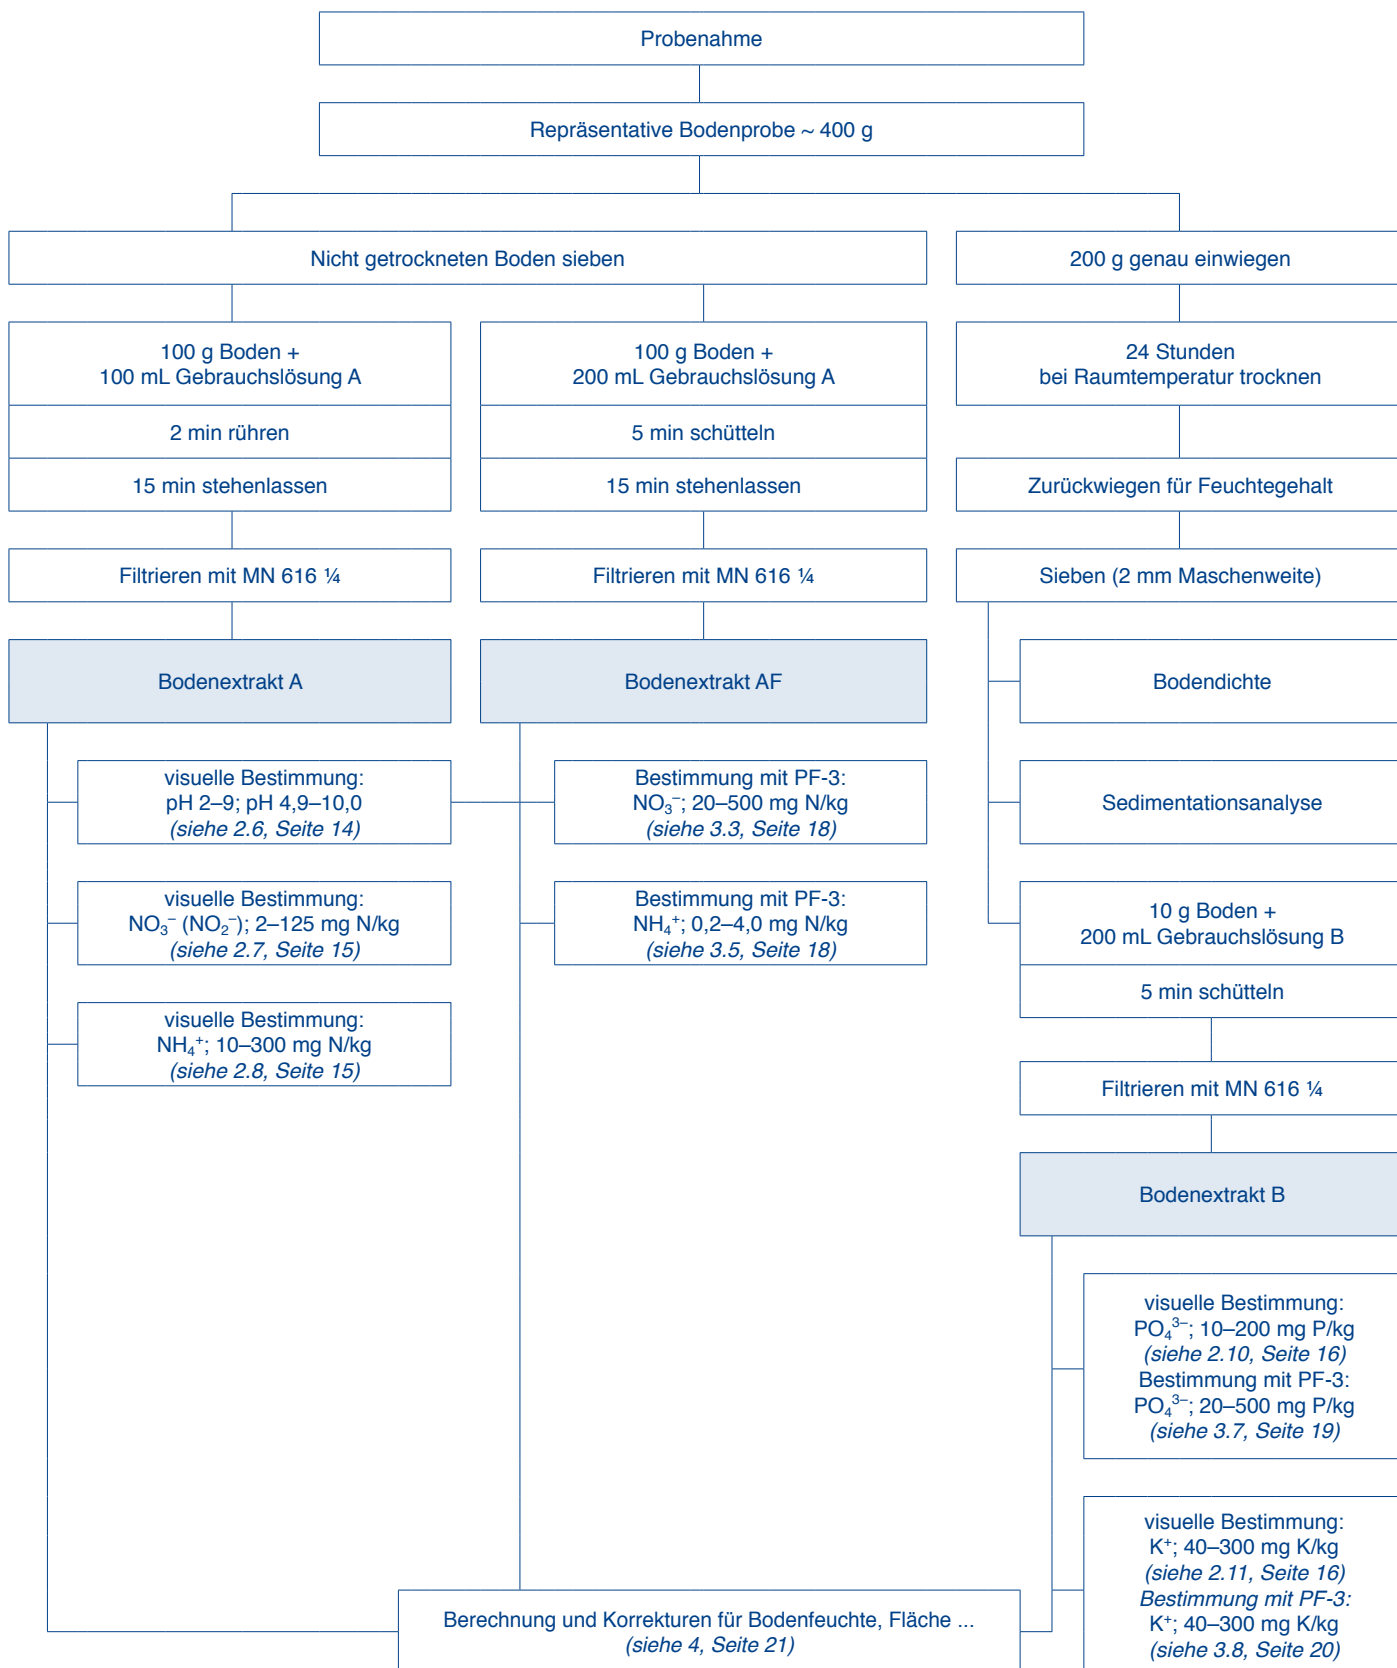 Probenahme
Repräsentative Bodenprobe ~ 400 g
Nicht getrockneten Boden sieben
200 g genau einwiegen
100 g Boden +
100 mL Gebrauchslösung A
2 min rühren
15 min stehenlassen
Filtrieren mit MN 616 ¼
Bodenextrakt A
visuelle Bestimmung:
pH 2–9; pH 4,9–10,0
(siehe 2.6, Seite 14)
visuelle Bestimmung:
NO₃⁻ (NO₂⁻); 2–125 mg N/kg
(siehe 2.7, Seite 15)
visuelle Bestimmung:
NH₄⁺; 10–300 mg N/kg
(siehe 2.8, Seite 15)
100 g Boden +
200 mL Gebrauchslösung A
5 min schütteln
15 min stehenlassen
Filtrieren mit MN 616 ¼
Bodenextrakt AF
Bestimmung mit PF-3:
NO₃⁻; 20–500 mg N/kg
(siehe 3.3, Seite 18)
Bestimmung mit PF-3:
NH₄⁺; 0,2–4,0 mg N/kg
(siehe 3.5, Seite 18)
24 Stunden
bei Raumtemperatur trocknen
Zurückwiegen für Feuchtegehalt
Sieben (2 mm Maschenweite)
Bodendichte
Sedimentationsanalyse
10 g Boden +
200 mL Gebrauchslösung B
5 min schütteln
Filtrieren mit MN 616 ¼
Bodenextrakt B
visuelle Bestimmung:
PO₄³⁻; 10–200 mg P/kg
(siehe 2.10, Seite 16)
Bestimmung mit PF-3:
PO₄³⁻; 20–500 mg P/kg
(siehe 3.7, Seite 19)
visuelle Bestimmung:
K⁺; 40–300 mg K/kg
(siehe 2.11, Seite 16)
Bestimmung mit PF-3:
K⁺; 40–300 mg K/kg
(siehe 3.8, Seite 20)
Berechnung und Korrekturen für Bodenfeuchte, Fläche ...
(siehe 4, Seite 21)